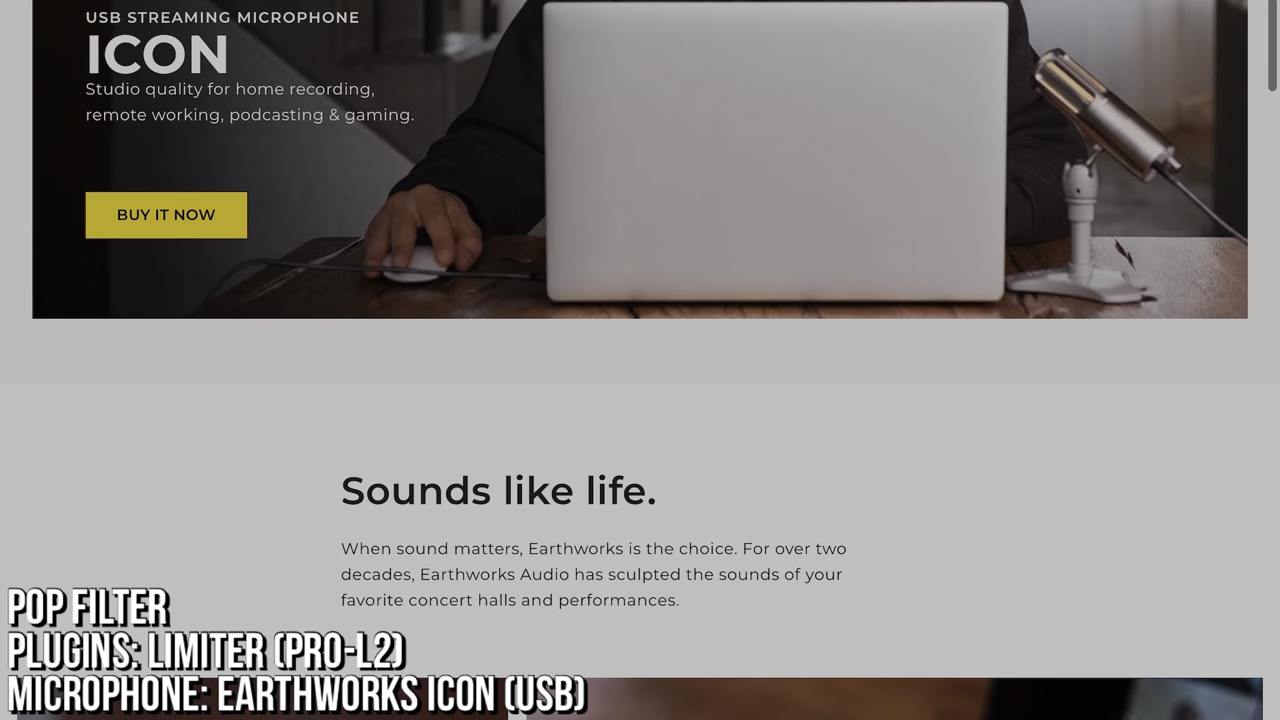 USB STREAMING MICROPHONE
ICON
Studio quality for home recording,
remote working, podcasting & gaming.
BUY IT NOW
Sounds like life.
When sound matters, Earthworks is the choice. For over two
decades, Earthworks Audio has sculpted the sounds of your
favorite concert halls and performances.
POP FILTER
PLUGINS: LIMITER (PRO-L2)
MICROPHONE: EARTHWORKS ICON (USB)